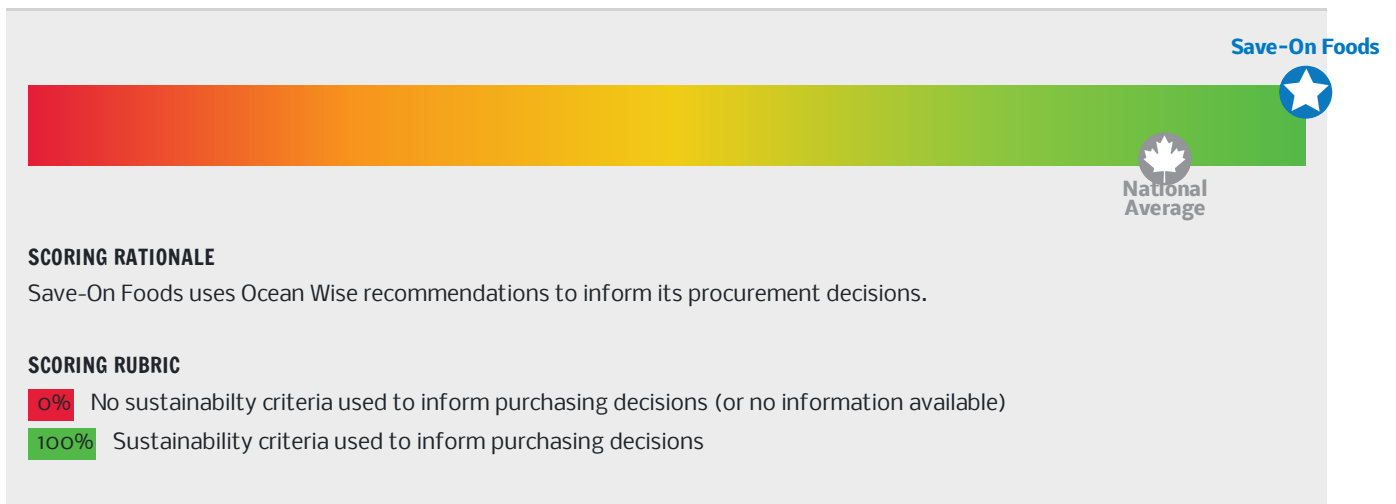 Save-On Foods
National
Average
SCORING RATIONALE
Save-On Foods uses Ocean Wise recommendations to inform its procurement decisions.
SCORING RUBRIC
0% No sustainabilty criteria used to inform purchasing decisions (or no information available)
100% Sustainability criteria used to inform purchasing decisions